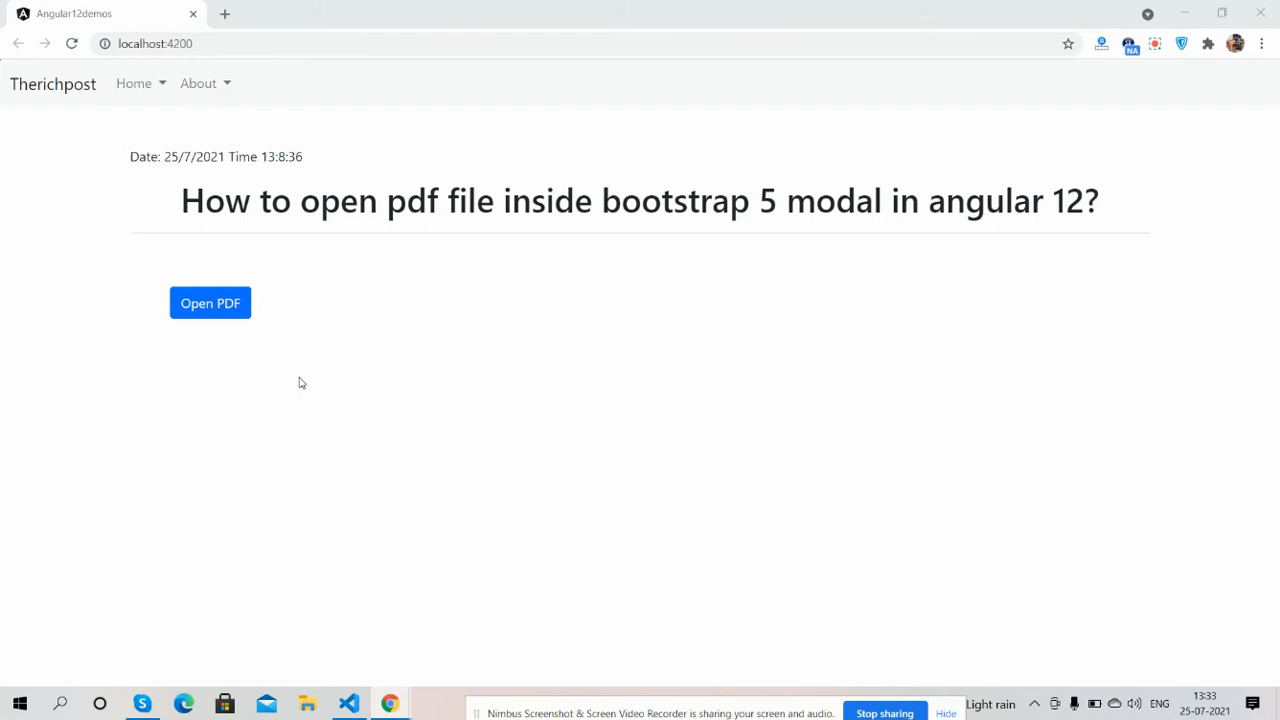 Angular12demos
localhost:4200
NA
Therichpost Home About
Date: 25/7/2021 Time 13:8:36
How to open pdf file inside bootstrap 5 modal in angular 12?
Open PDF
Nimbus Screenshot & Screen Video Recorder is sharing your screen and audio. Stop sharing Hide
Light rain ENG 13:33
25-07-2021